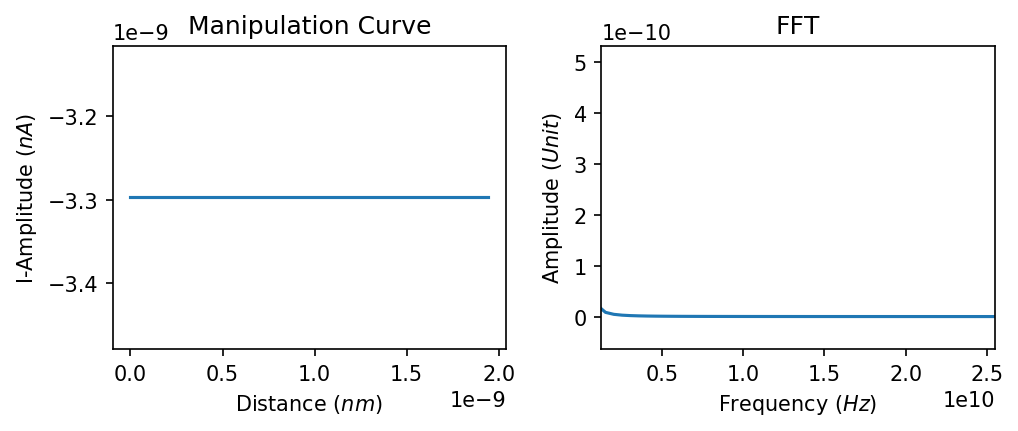 Manipulation Curve
1e−9
−3.2
−3.3
−3.4
I-Amplitude (nA)
0.0 0.5 1.0 1.5 2.0
Distance (nm)
1e−9
FFT
1e−10
5
4
3
2
1
0
Amplitude (Unit)
0.5 1.0 1.5 2.0 2.5
Frequency (Hz)
1e10